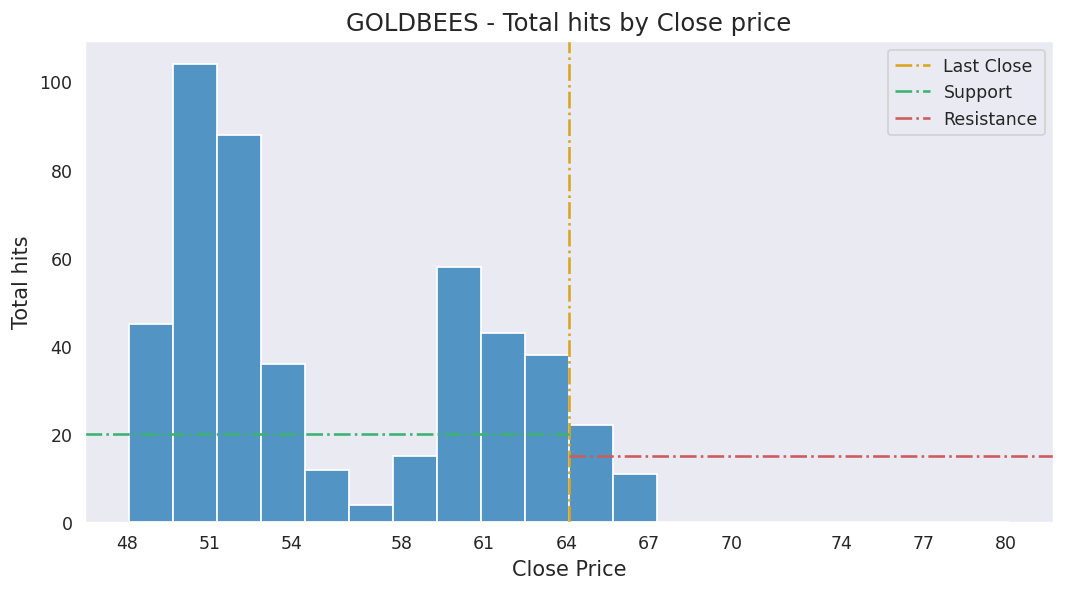 GOLDBEES - Total hits by Close price
Last Close
Support
Resistance
Total hits
100
80
60
40
20
0
48 51 54 58 61 64 67 70 74 77 80
Close Price